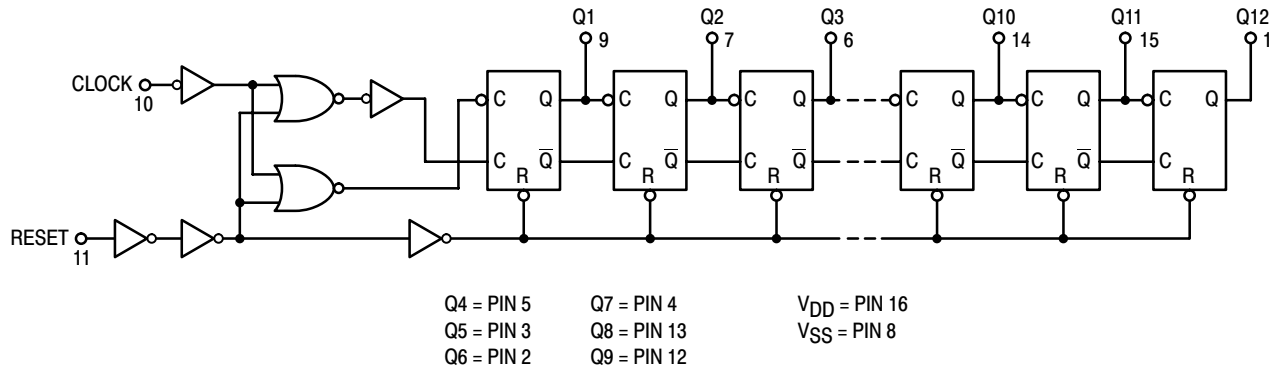 Q1 Q2 Q3 Q10 Q11 Q12
9 7 6 14 15 1
CLOCK
10
C Q C Q C Q C Q C Q C Q
C Q̅ C Q̅ C Q̅ C Q̅ C Q̅ C
R R R R R R
RESET
11
Q4 = PIN 5 Q7 = PIN 4 VDD = PIN 16
Q5 = PIN 3 Q8 = PIN 13 VSS = PIN 8
Q6 = PIN 2 Q9 = PIN 12